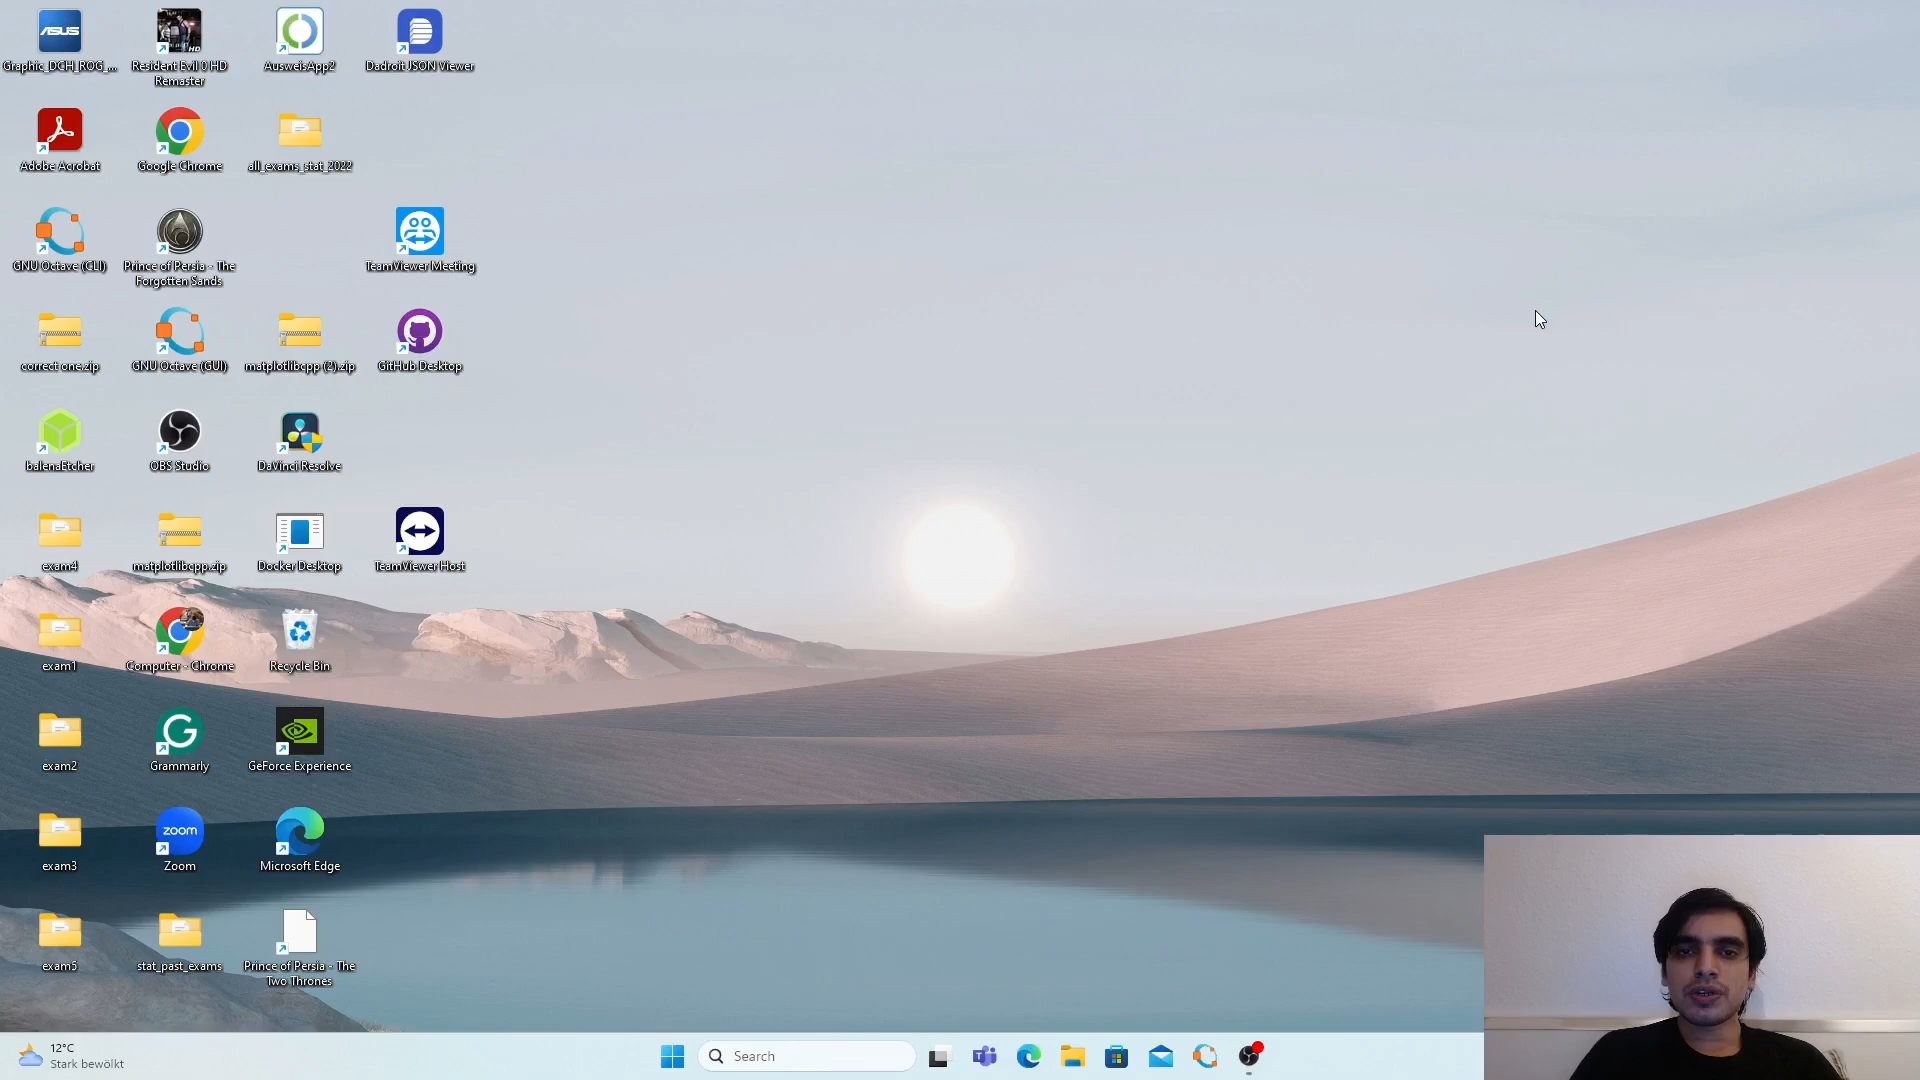 ASUS
Graphic_DCH_ROG_...
HD
Resident Evil 0 HD
Remaster
AusweisApp2
Dadroit JSON Viewer
Adobe Acrobat
Google Chrome
all_exams_stat_2022
GNU Octave (CLI)
Prince of Persia - The
Forgotten Sands
TeamViewer Meeting
correct one.zip
GNU Octave (GUI)
matplotlibcpp (2).zip
GitHub Desktop
balenaEtcher
OBS Studio
DaVinci Resolve
exam4
matplotlibcpp.zip
Docker Desktop
TeamViewer Host
exam1
Computer - Chrome
Recycle Bin
exam2
Grammarly
GeForce Experience
exam3
zoom
Zoom
Microsoft Edge
exam5
stat_past_exams
Prince of Persia - The
Two Thrones
12°C
Stark bewölkt
Search